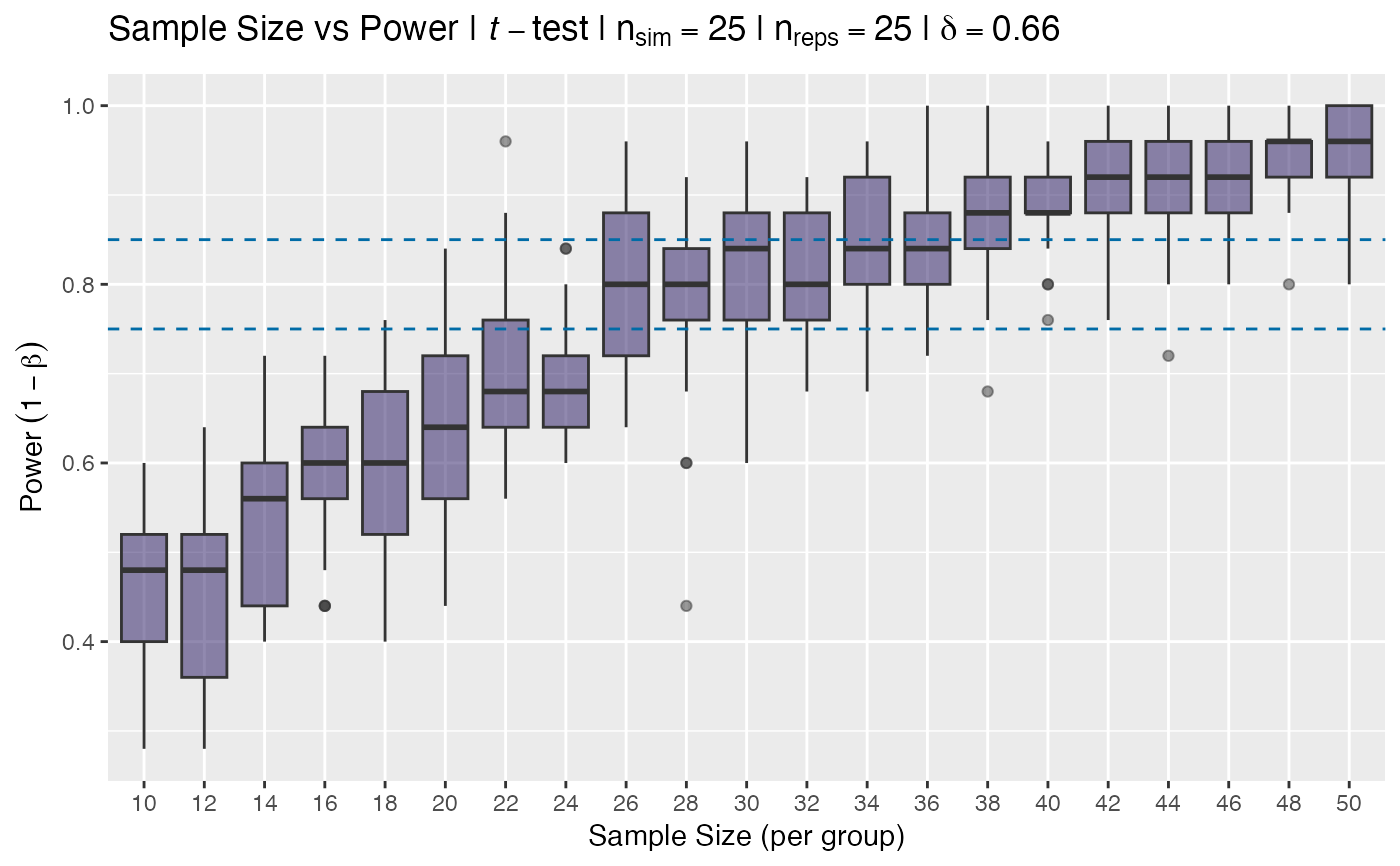 Sample Size vs Power | t − test | nsim = 25 | nreps = 25 | δ = 0.66
1.0
0.8
0.6
0.4
Power (1 − β)
10 12 14 16 18 20 22 24 26 28 30 32 34 36 38 40 42 44 46 48 50
Sample Size (per group)